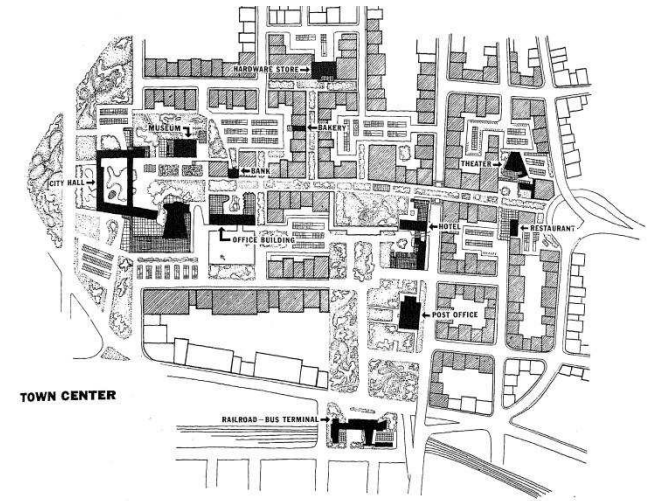 HARDWARE STORE
MUSEUM
BAKERY
THEATER
BANK
CITY HALL
HOTEL
RESTAURANT
OFFICE BUILDING
POST OFFICE
TOWN CENTER
RAILROAD-BUS TERMINAL